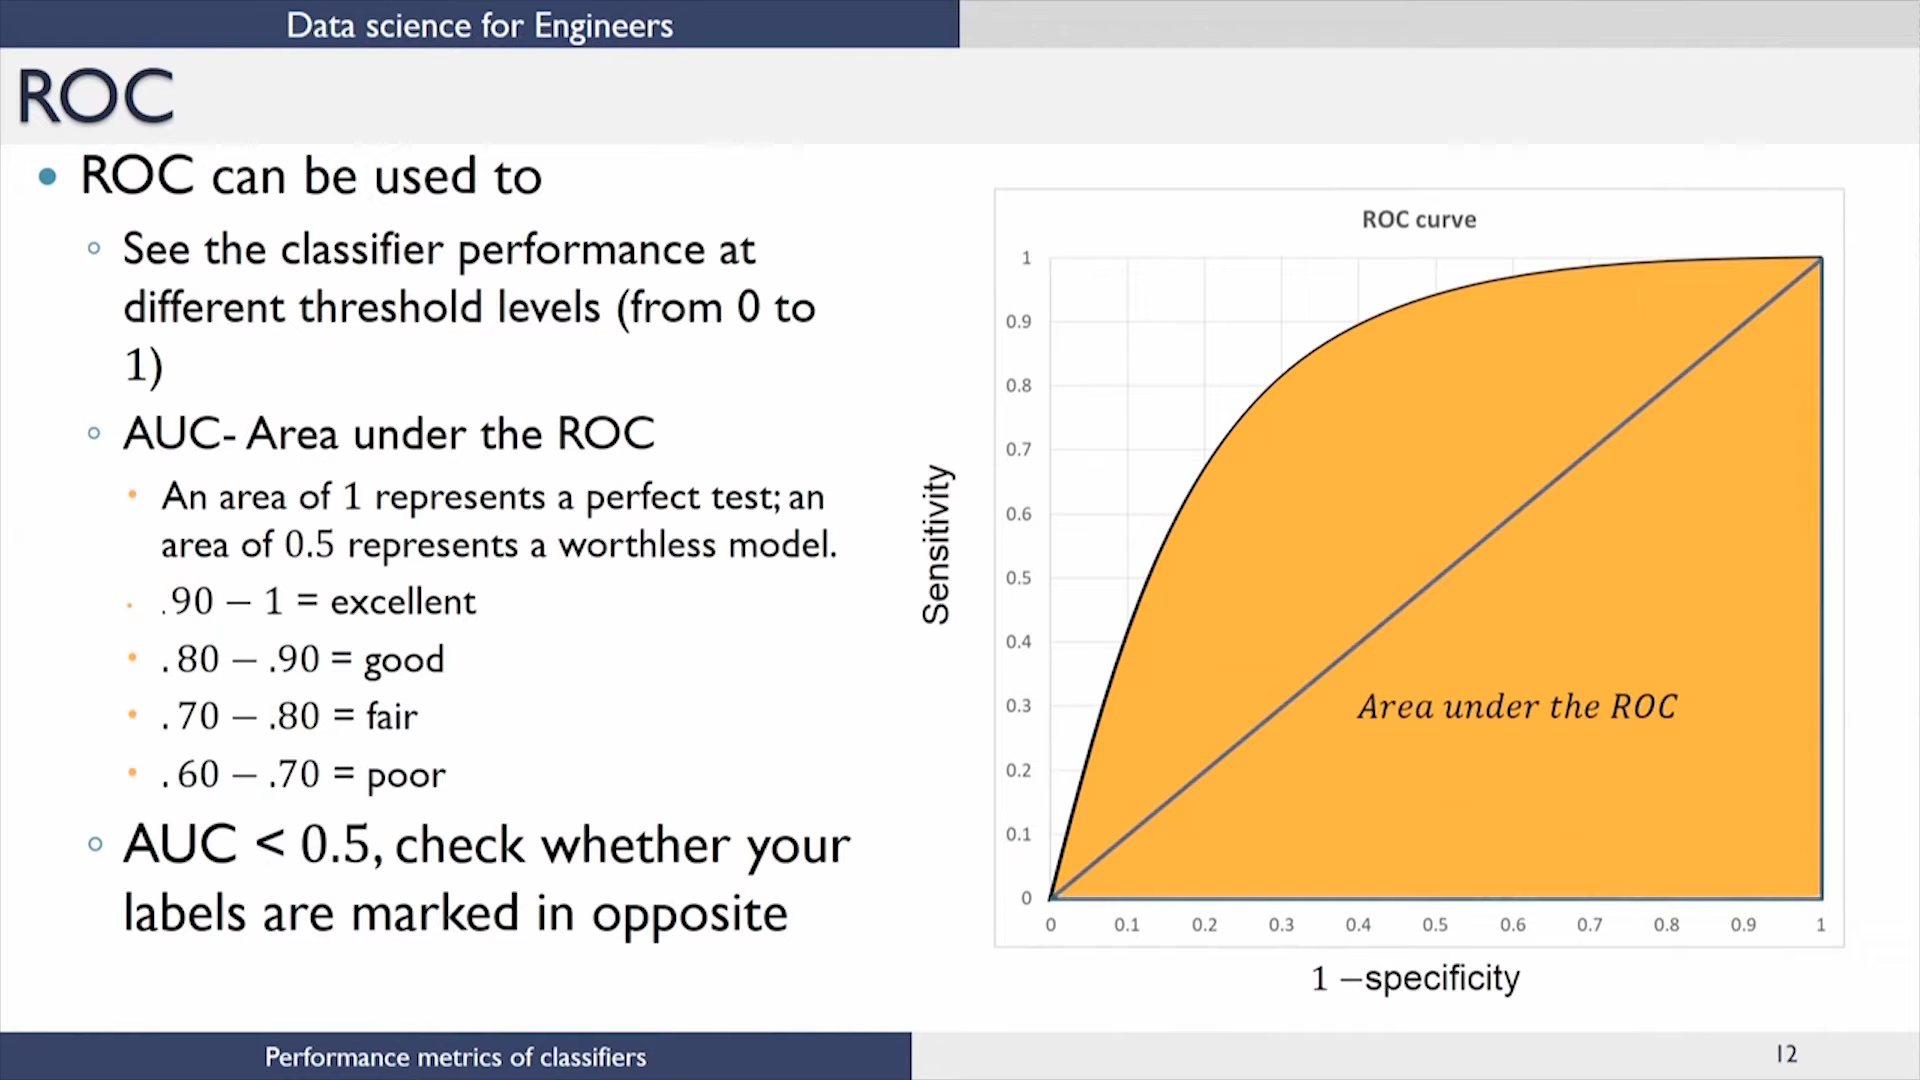 Data science for Engineers
ROC
• ROC can be used to
◦ See the classifier performance at
different threshold levels (from 0 to
1)
◦ AUC- Area under the ROC
• An area of 1 represents a perfect test; an
area of 0.5 represents a worthless model.
• .90 – 1 = excellent
• .80 – .90 = good
• .70 – .80 = fair
• .60 – .70 = poor
◦ AUC < 0.5, check whether your
labels are marked in opposite
ROC curve
Sensitivity
1
0.9
0.8
0.7
0.6
0.5
0.4
0.3
0.2
0.1
0
Area under the ROC
0 0.1 0.2 0.3 0.4 0.5 0.6 0.7 0.8 0.9 1
1 –specificity
Performance metrics of classifiers
12